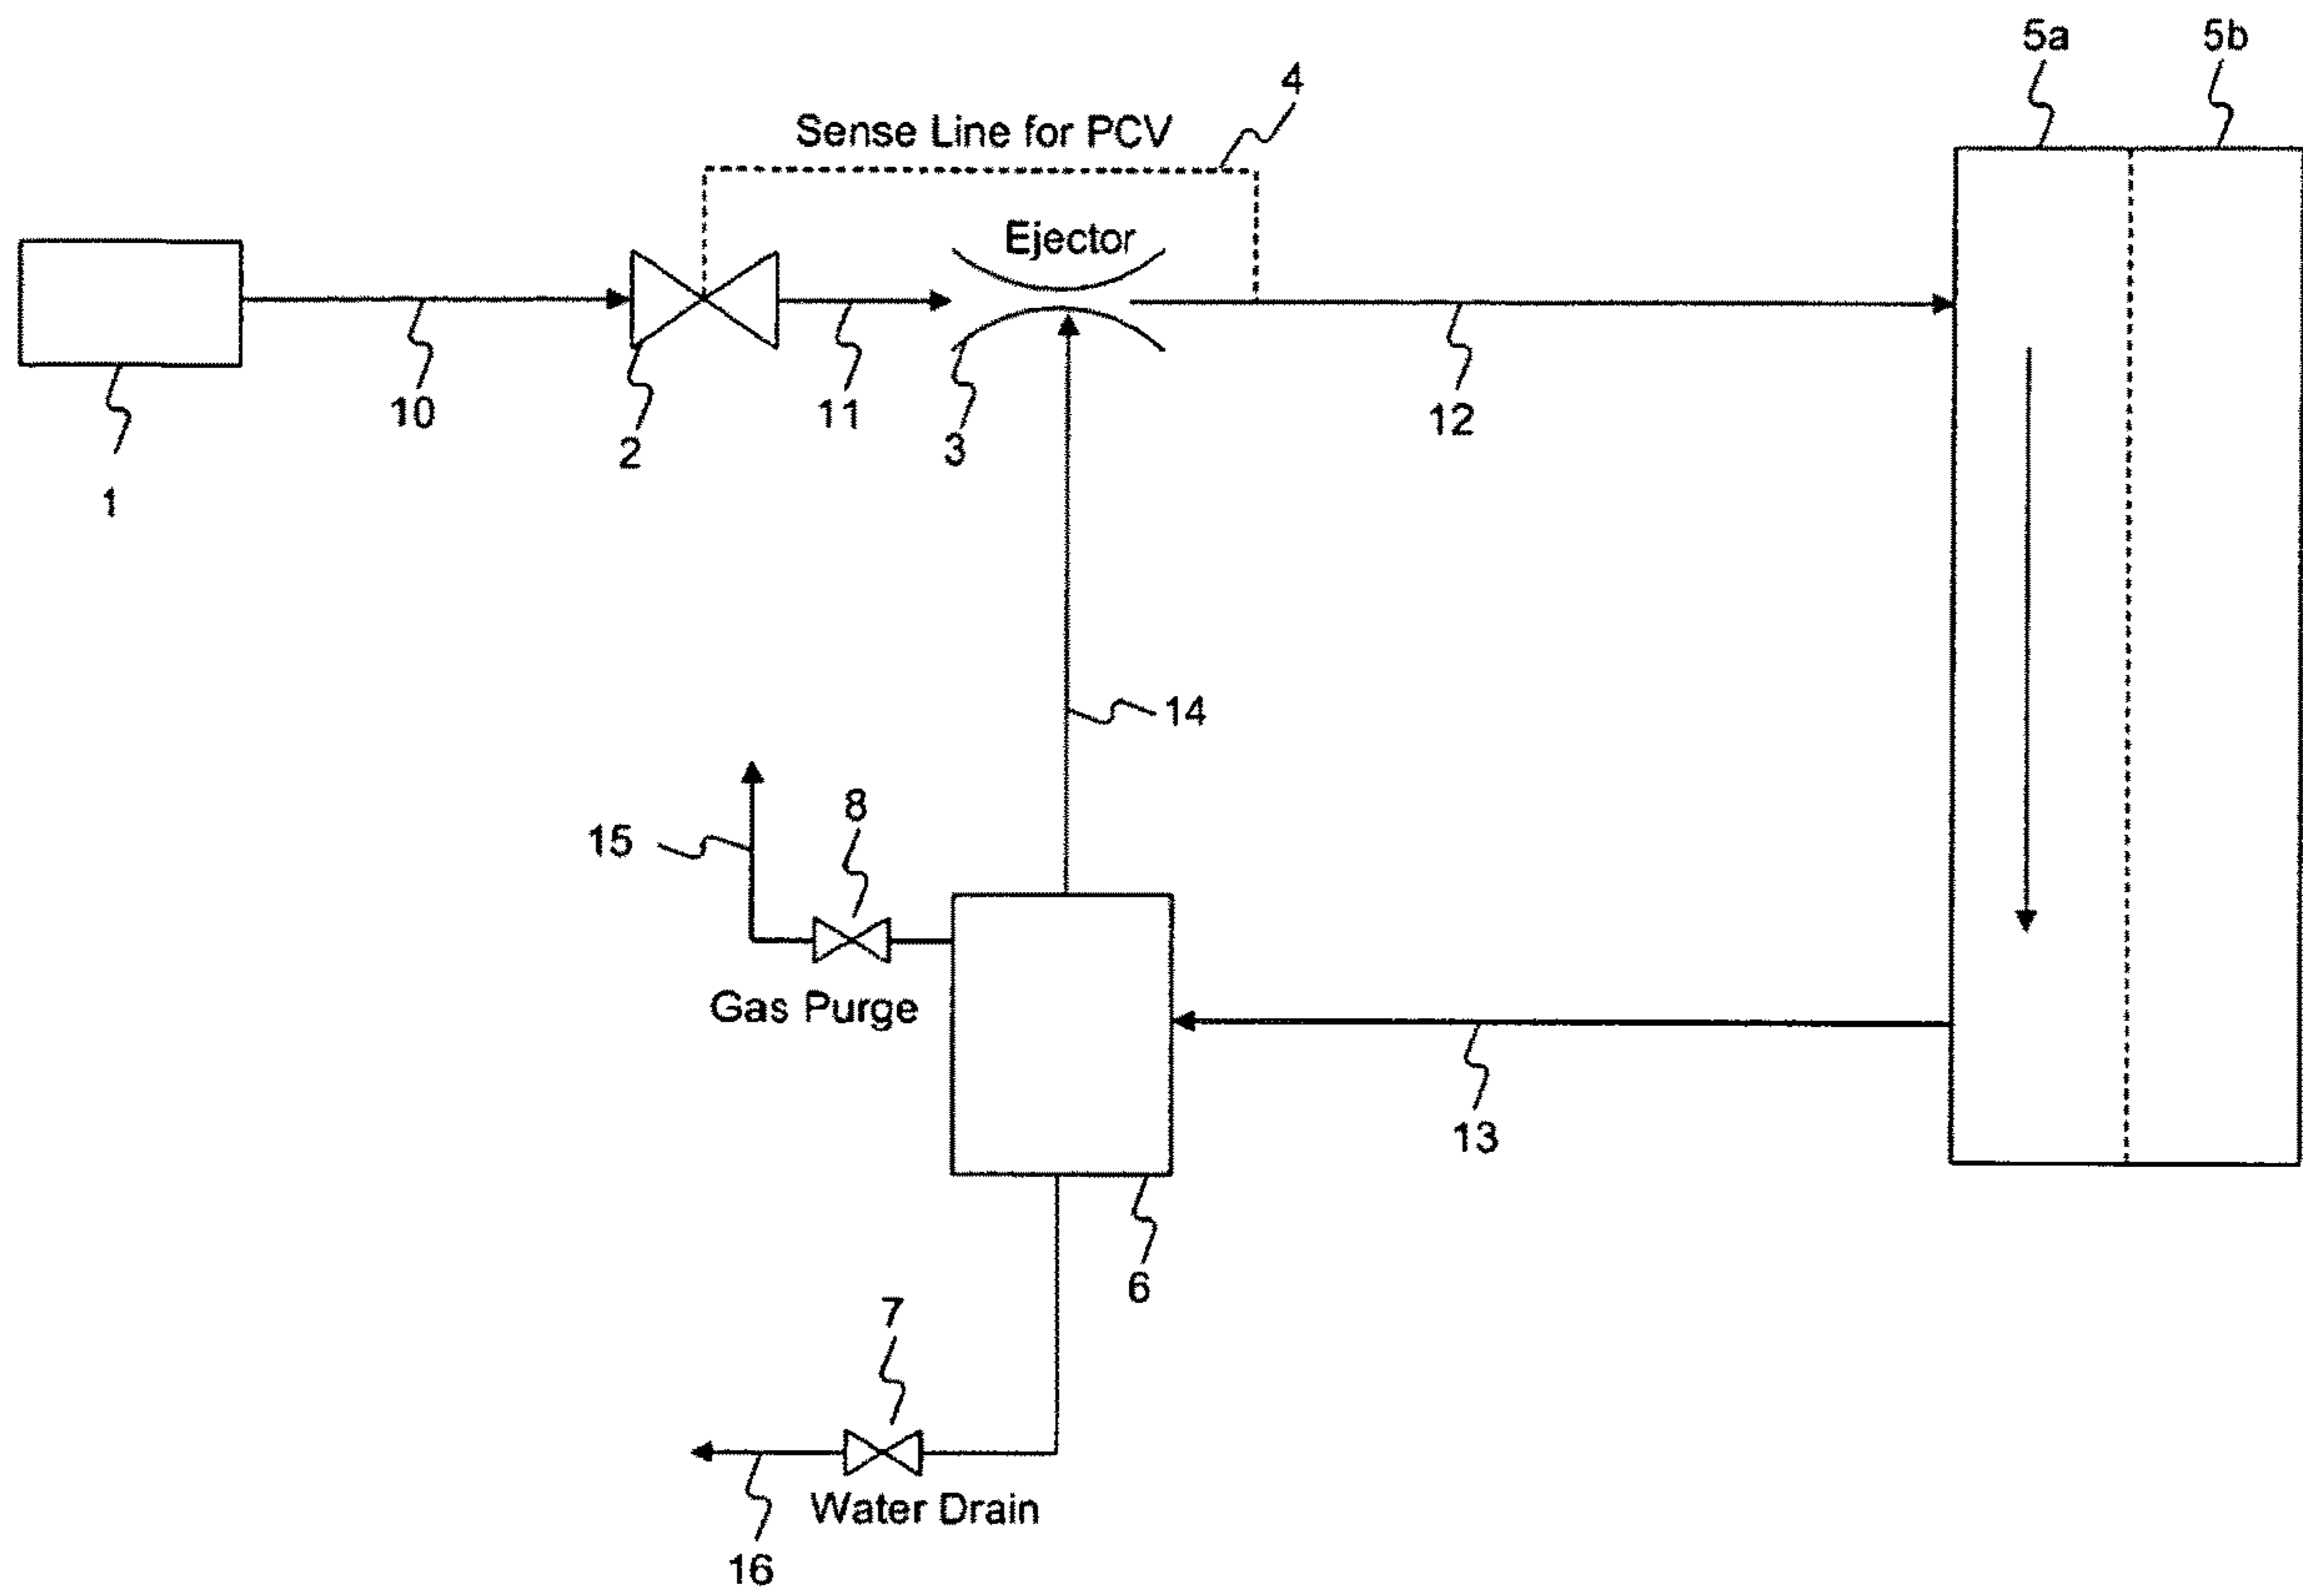 5a 5b
4
Sense Line for PCV
Ejector
10
11
12
2
3
1
14
8
15
Gas Purge
13
6
7
Water Drain
16